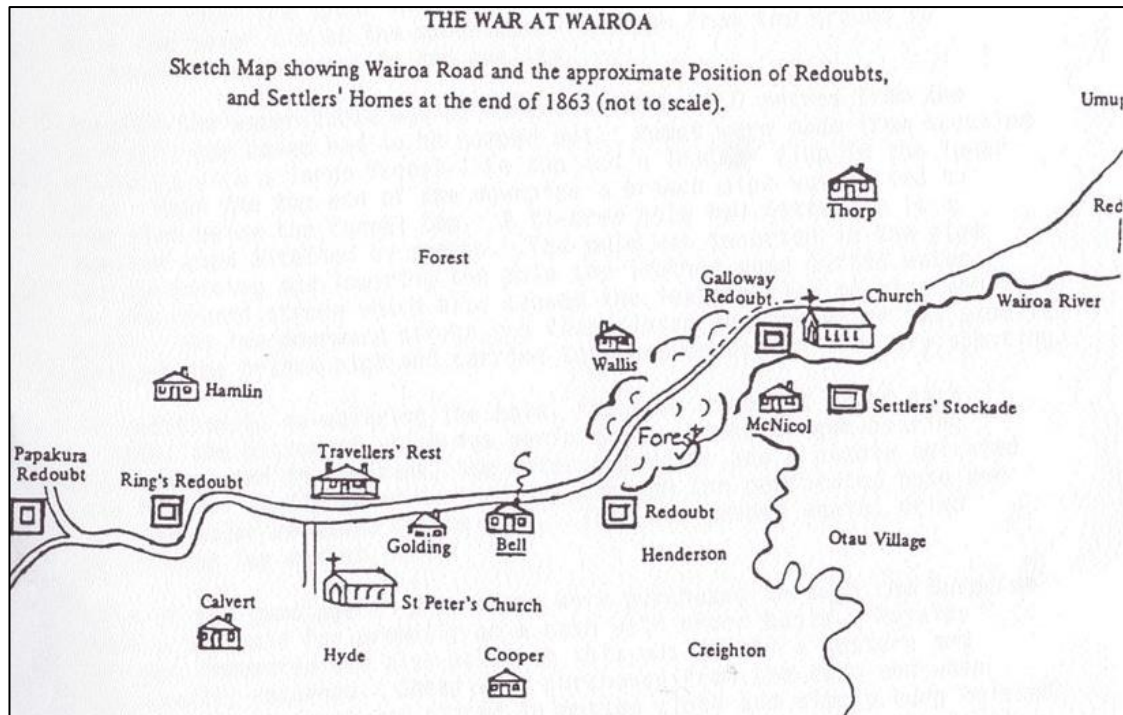 THE WAR AT WAIROA
Sketch Map showing Wairoa Road and the approximate Position of Redoubts,
and Settlers' Homes at the end of 1863 (not to scale).
Umup
Thorp
Red
Forest
Galloway
Redoubt
Church
Wairoa River
Wallis
Hamlin
McNicol
Settlers' Stockade
Forest
Papakura
Redoubt
Ring's Redoubt
Travellers' Rest
Golding
Bell
Redoubt
Henderson
Otau Village
Calvert
St Peter's Church
Hyde
Cooper
Creighton